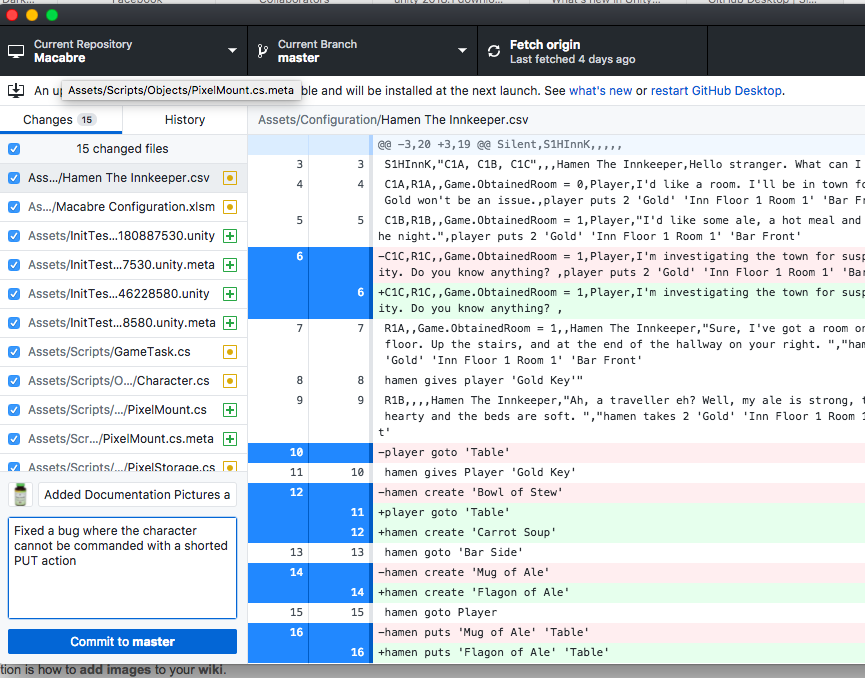 Dark...
Facebook
Collaborators
unity 2018.1 downlo...
What's new in Unity...
GitHub Desktop | Si...
Current Repository
Macabre
Current Branch
master
Fetch origin
Last fetched 4 days ago
An up
Assets/Scripts/Objects/PixelMount.cs.meta
ble and will be installed at the next launch. See what's new or restart GitHub Desktop.
Changes 15
History
Assets/Configuration/Hamen The Innkeeper.csv
15 changed files
Ass.../Hamen The Innkeeper.csv
As.../Macabre Configuration.xlsm
Assets/InitTes...180887530.unity
Assets/InitTest...7530.unity.meta
Assets/InitTes...46228580.unity
Assets/InitTest...8580.unity.meta
Assets/Scripts/GameTask.cs
Assets/Scripts/O.../Character.cs
Assets/Scripts/.../PixelMount.cs
Assets/Scr.../PixelMount.cs.meta
Assets/Scripts/.../PixelStorage.cs
Added Documentation Pictures a
Fixed a bug where the character
cannot be commanded with a shorted
PUT action
Commit to master
@@ -3,20 +3,19 @@ Silent,S1HInnK,,,,,
3 3 S1HInnK,"C1A, C1B, C1C",,,Hamen The Innkeeper,Hello stranger. What can I
4 4 C1A,R1A,,Game.ObtainedRoom = 0,Player,I'd like a room. I'll be in town fo
Gold won't be an issue.,player puts 2 'Gold' 'Inn Floor 1 Room 1' 'Bar Fr
5 5 C1B,R1B,,Game.ObtainedRoom = 1,Player,"I'd like some ale, a hot meal and
he night.",player puts 2 'Gold' 'Inn Floor 1 Room 1' 'Bar Front'
6 -C1C,R1C,,Game.ObtainedRoom = 1,Player,I'm investigating the town for susp
ity. Do you know anything? ,player puts 2 'Gold' 'Inn Floor 1 Room 1' 'Bar
6 +C1C,R1C,,Game.ObtainedRoom = 1,Player,I'm investigating the town for susp
ity. Do you know anything? ,
7 7 R1A,,Game.ObtainedRoom = 1,,Hamen The Innkeeper,"Sure, I've got a room on
floor. Up the stairs, and at the end of the hallway on your right. ","ham
'Gold' 'Inn Floor 1 Room 1' 'Bar Front'
8 8 hamen gives player 'Gold Key'"
9 9 R1B,,,,Hamen The Innkeeper,"Ah, a traveller eh? Well, my ale is strong, t
hearty and the beds are soft. ","hamen takes 2 'Gold' 'Inn Floor 1 Room 1
t'
10 -player goto 'Table'
11 10 hamen gives Player 'Gold Key'
12 -hamen create 'Bowl of Stew'
11 +player goto 'Table'
12 +hamen create 'Carrot Soup'
13 13 hamen goto 'Bar Side'
14 -hamen create 'Mug of Ale'
14 +hamen create 'Flagon of Ale'
15 15 hamen goto Player
16 -hamen puts 'Mug of Ale' 'Table'
16 +hamen puts 'Flagon of Ale' 'Table'
tion is how to add images to your wiki.